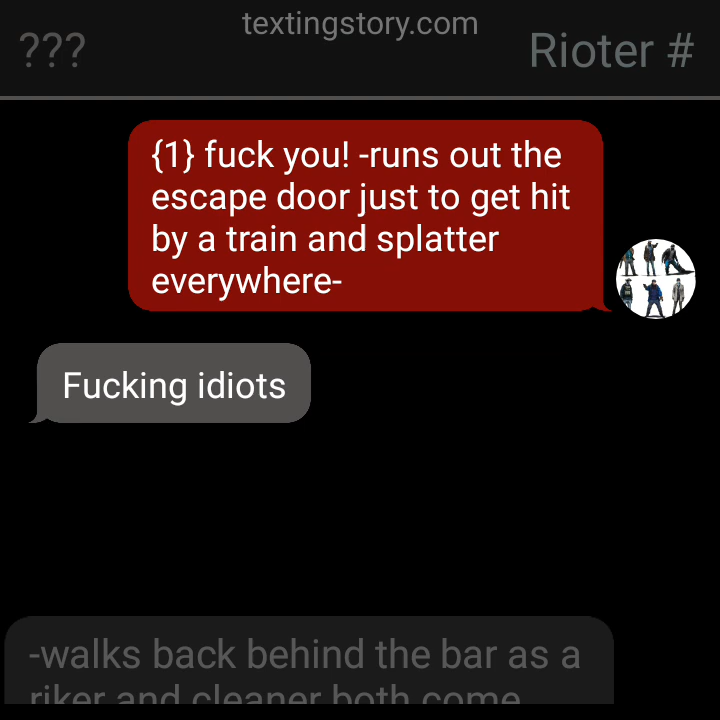 textingstory.com
???
Rioter #
{1} fuck you! -runs out the
escape door just to get hit
by a train and splatter
everywhere-
Fucking idiots
-walks back behind the bar as a
riker and cleaner both come